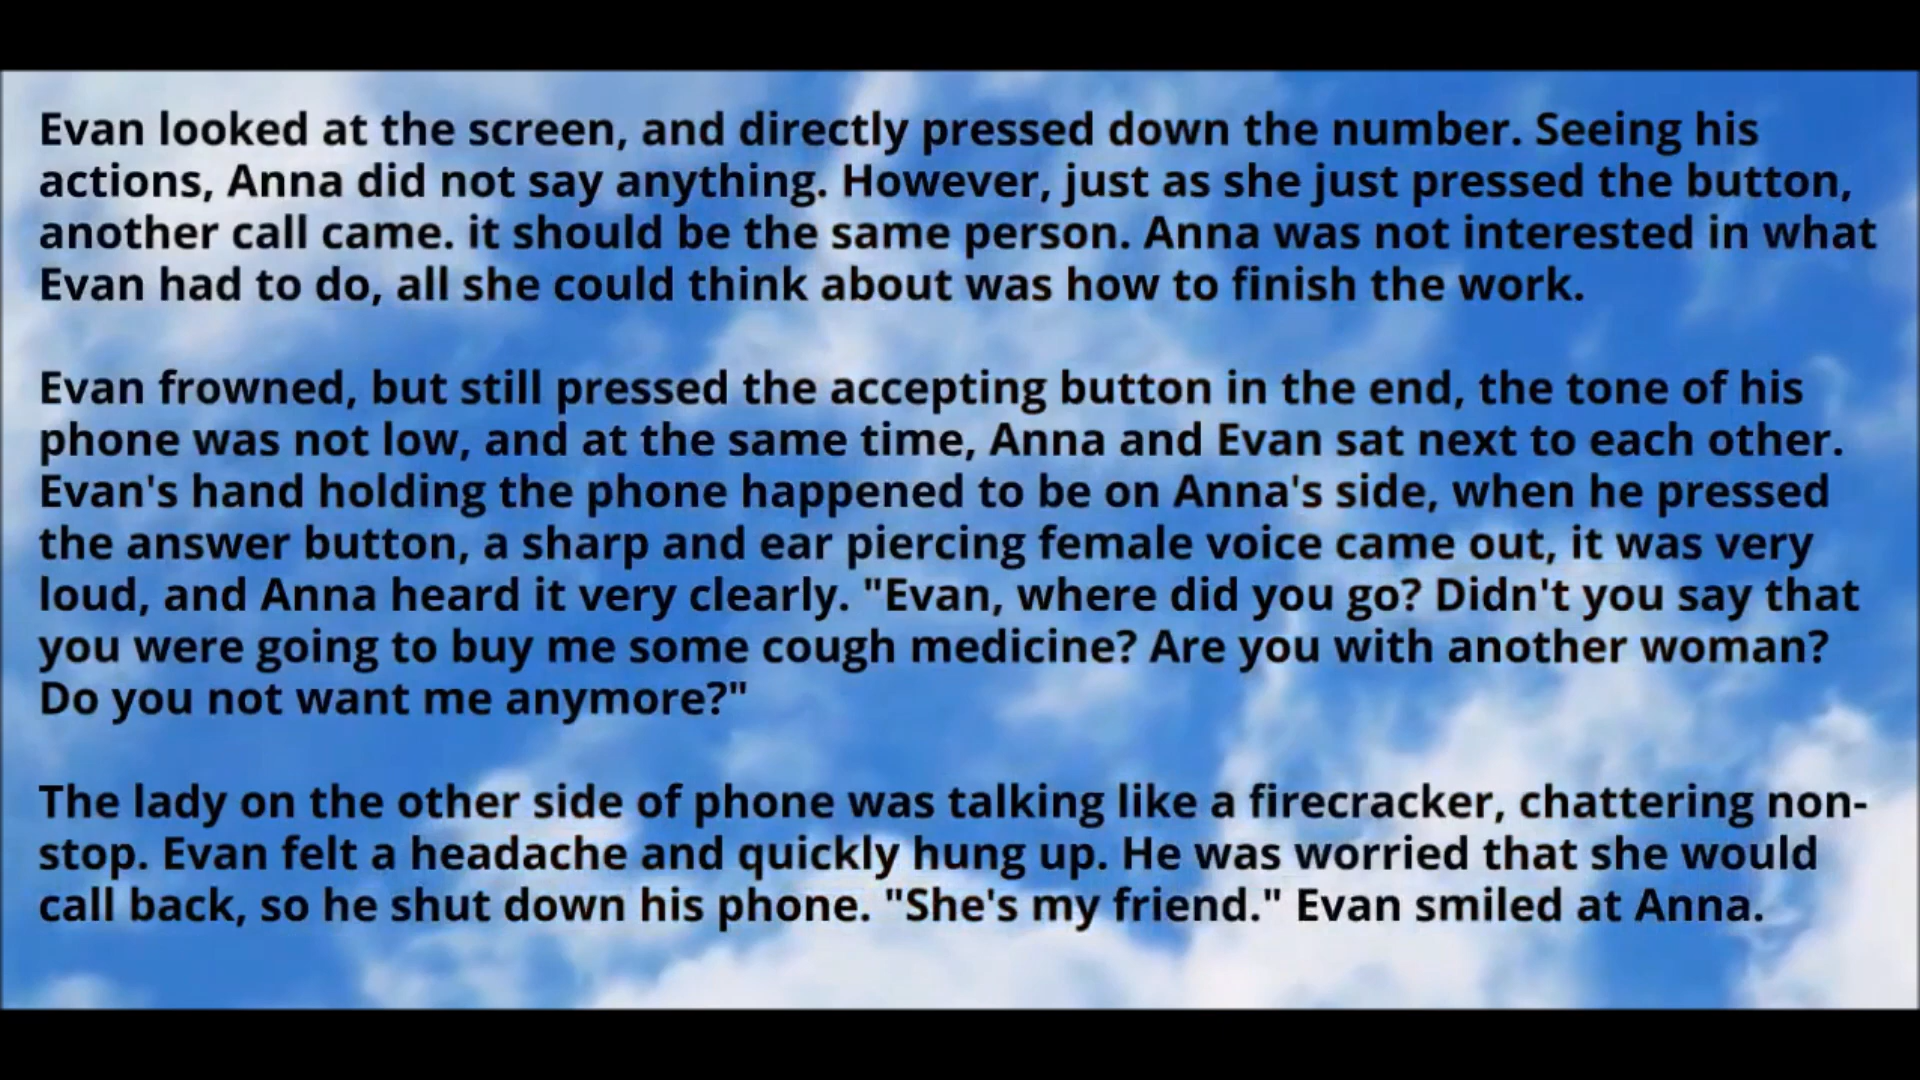 Evan looked at the screen, and directly pressed down the number. Seeing his
actions, Anna did not say anything. However, just as she just pressed the button,
another call came. it should be the same person. Anna was not interested in what
Evan had to do, all she could think about was how to finish the work.
Evan frowned, but still pressed the accepting button in the end, the tone of his
phone was not low, and at the same time, Anna and Evan sat next to each other.
Evan's hand holding the phone happened to be on Anna's side, when he pressed
the answer button, a sharp and ear piercing female voice came out, it was very
loud, and Anna heard it very clearly. "Evan, where did you go? Didn't you say that
you were going to buy me some cough medicine? Are you with another woman?
Do you not want me anymore?"
The lady on the other side of phone was talking like a firecracker, chattering non-
stop. Evan felt a headache and quickly hung up. He was worried that she would
call back, so he shut down his phone. "She's my friend." Evan smiled at Anna.